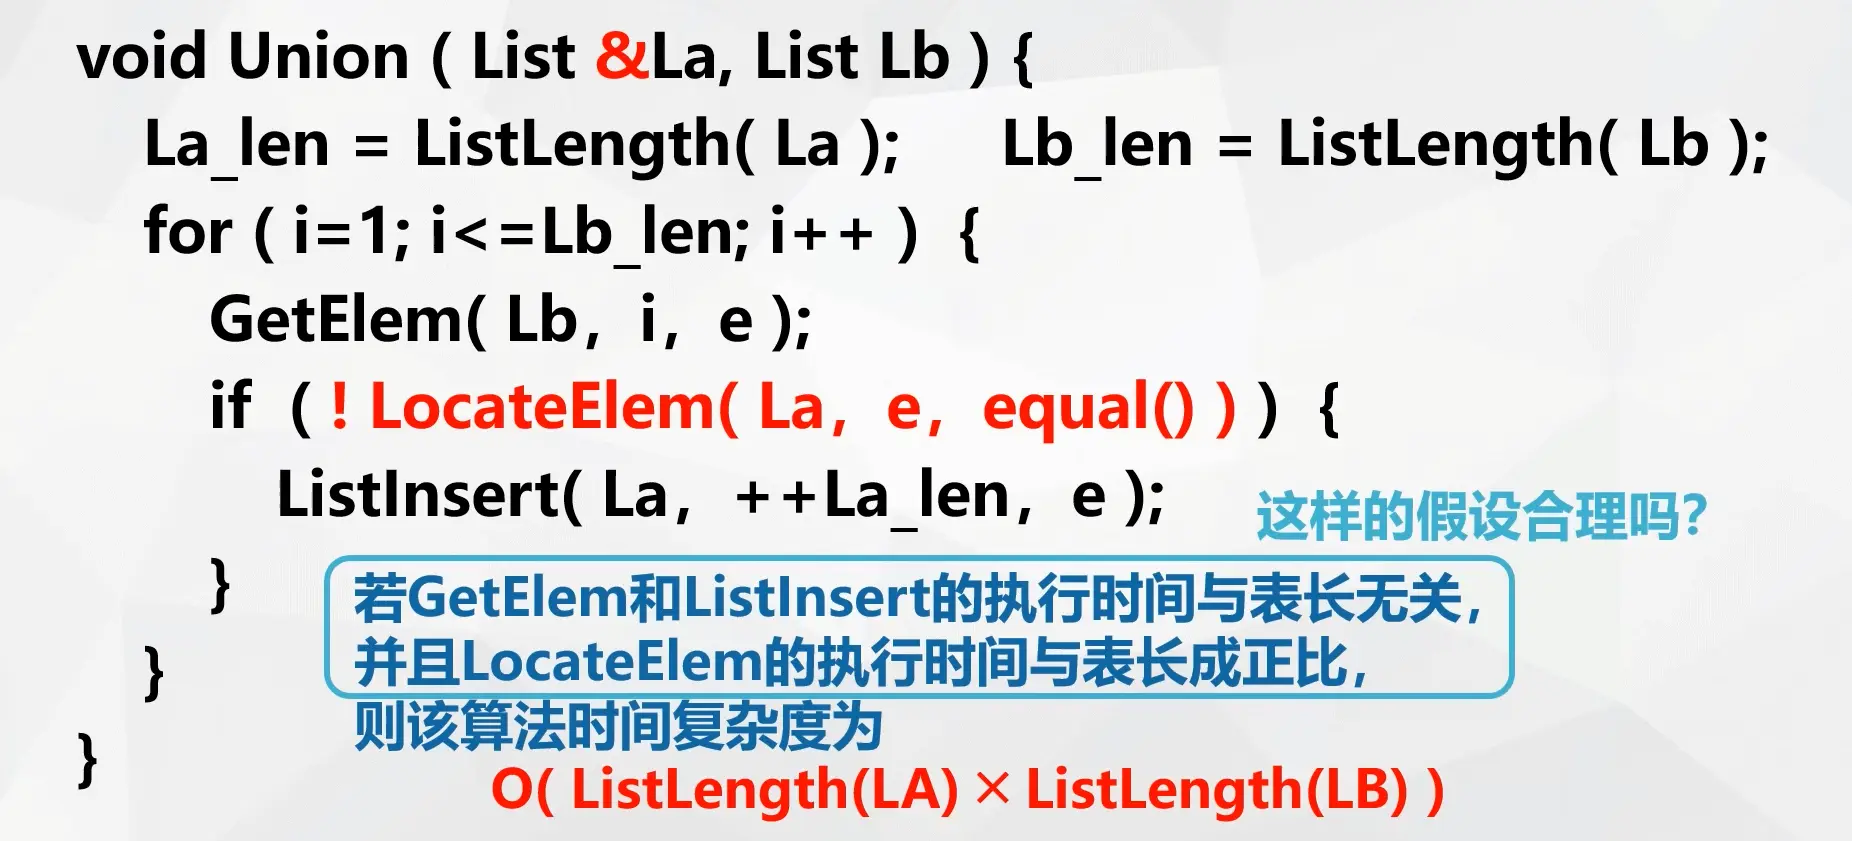 void Union ( List &La, List Lb ) {
La_len = ListLength( La ); Lb_len = ListLength( Lb );
for ( i=1; i<=Lb_len; i++ ) {
GetElem( Lb，i，e );
if ( ! LocateElem( La，e，equal() ) ) {
ListInsert( La，++La_len，e );
这样的假设合理吗?
}
若GetElem和ListInsert的执行时间与表长无关，
并且LocateElem的执行时间与表长成正比，
}
则该算法时间复杂度为
}
O( ListLength(LA)×ListLength(LB) )